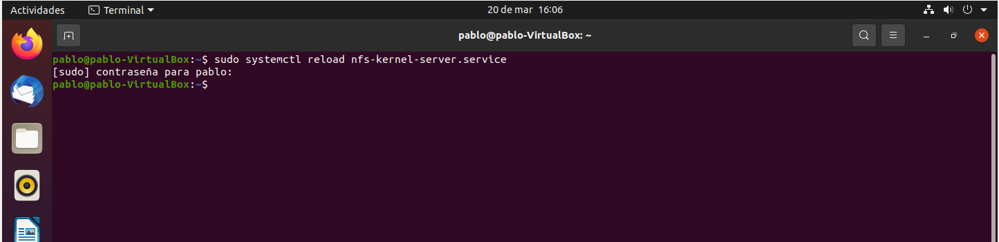 Actividades
Terminal
20 de mar 16:06
pablo@pablo-VirtualBox: ~
pablo@pablo-VirtualBox:~$ sudo systemctl reload nfs-kernel-server.service
[sudo] contraseña para pablo:
pablo@pablo-VirtualBox:~$